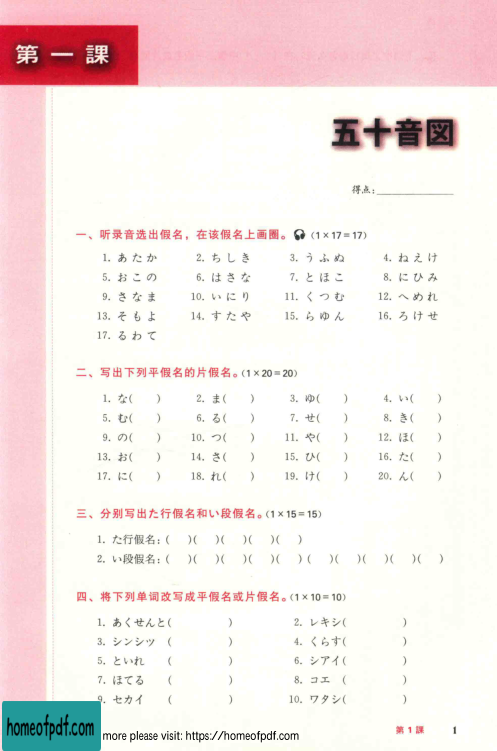 第一課
五十音図
得点:
一、听录音选出假名，在该假名上画圈。(1×17=17)
1. あ た か 2. ち し き 3. う ふ ぬ 4. ね え け
5. お こ の 6. は さ な 7. と ほ こ 8. に ひ み
9. さ な ま 10. い に り 11. く つ む 12. へ め れ
13. そ も よ 14. す た や 15. ら ゆ ん 16. ろ け せ
17. る わ て
二、写出下列平假名的片假名。(1×20=20)
1. な( ) 2. ま( ) 3. ゆ( ) 4. い( )
5. む( ) 6. る( ) 7. せ( ) 8. き( )
9. の( ) 10. つ( ) 11. や( ) 12. ほ( )
13. お( ) 14. さ( ) 15. ひ( ) 16. た( )
17. に( ) 18. れ( ) 19. け( ) 20. ん( )
三、分别写出た行假名和い段假名。(1×15=15)
1. た行假名: ( )( )( )( )( )
2. い段假名: ( )( )( )( )( )( )( )( )( )( )
四、将下列单词改写成平假名或片假名。(1×10=10)
1. あくせんと( ) 2. レキシ( )
3. シンシツ ( ) 4. くらす( )
5. といれ ( ) 6. シアイ( )
7. ほてる ( ) 8. コエ ( )
9. セカイ ( ) 10. ワタシ( )
第1課 1
homeofpdf.com more please visit: https://homeofpdf.com